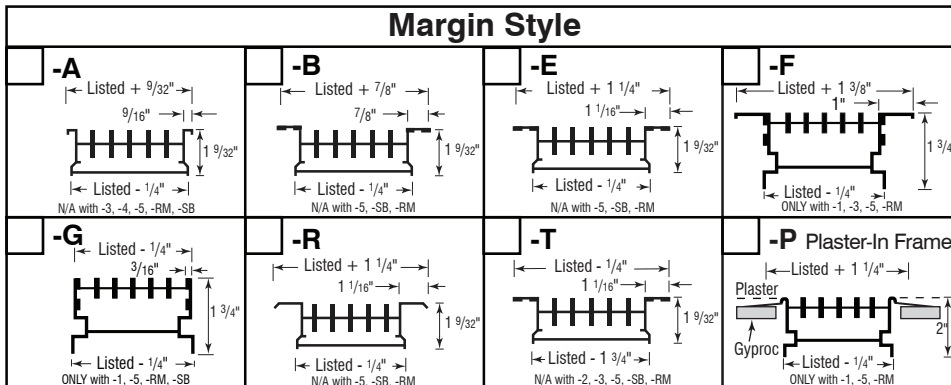 Margin Style
-A
Listed + 9/32"
9/16"
1 9/32"
Listed - 1/4"
N/A with -3, -4, -5, -RM, -SB
-B
Listed + 7/8"
7/8"
1 9/32"
Listed - 1/4"
N/A with -5, -SB, -RM
-E
Listed + 1 1/4"
1 1/16"
1 9/32"
Listed - 1/4"
N/A with -5, -SB, -RM
-F
Listed + 1 3/8"
1"
1 3/4
Listed - 1/4"
ONLY with -1, -3, -5, -RM
-G
Listed - 1/4"
3/16"
1 3/4"
Listed - 1/4"
ONLY with -1, -5, -RM, -SB
-R
Listed + 1 1/4"
1 1/16"
1 9/32"
Listed - 1/4"
N/A with -5, -SB, -RM
-T
Listed - 1/4"
1 1/16"
1 9/32"
Listed - 1 3/4"
N/A with -2, -3, -5, -SB, -RM
-P Plaster-In Frame
Listed + 1 1/4"
Plaster
2"
Gyproc
Listed - 1/4"
ONLY with -1, -5, -RM